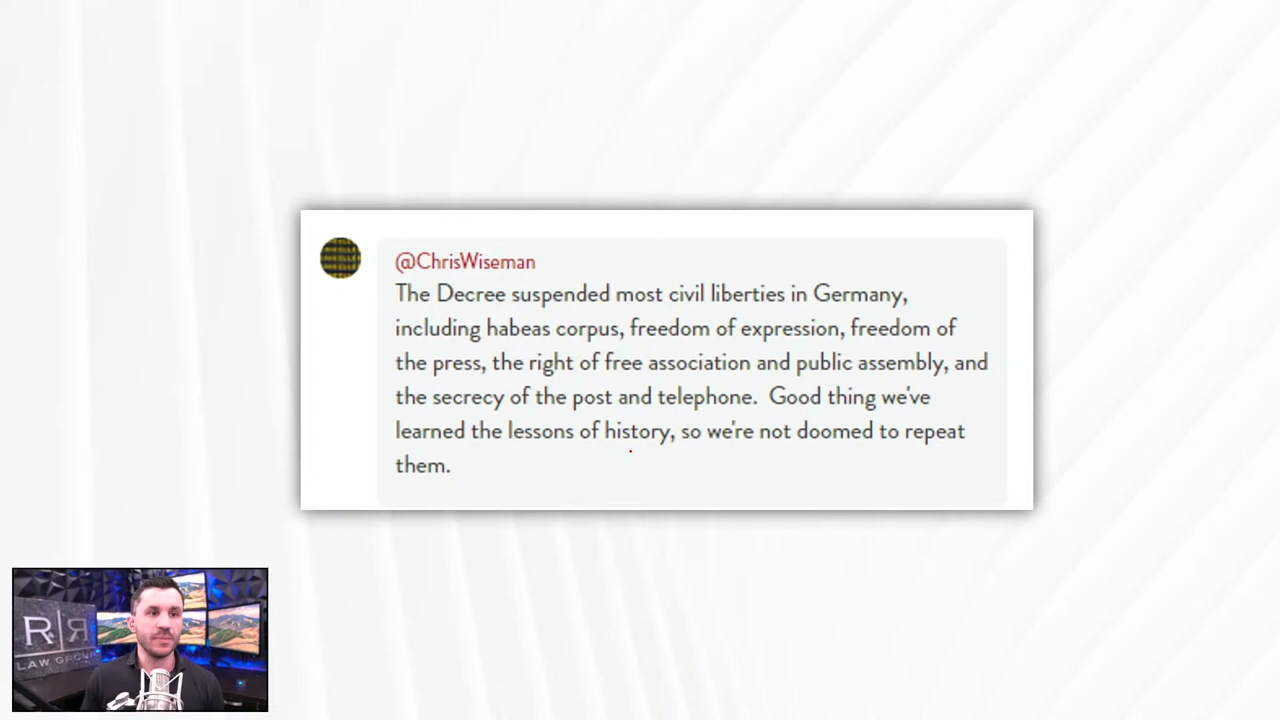 @ChrisWiseman
The Decree suspended most civil liberties in Germany,
including habeas corpus, freedom of expression, freedom of
the press, the right of free association and public assembly, and
the secrecy of the post and telephone.  Good thing we've
learned the lessons of history, so we're not doomed to repeat
them.
R|R
LAW GROUP